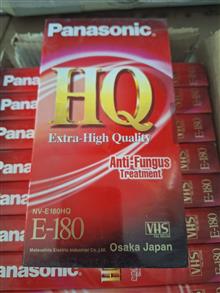 Panasonic
HQ
Extra-High Quality
Anti-Fungus
Treatment
NV-E180HQ
E-180
VHS
Matsushita Electric Industrial Co.,Ltd.
Osaka Japan